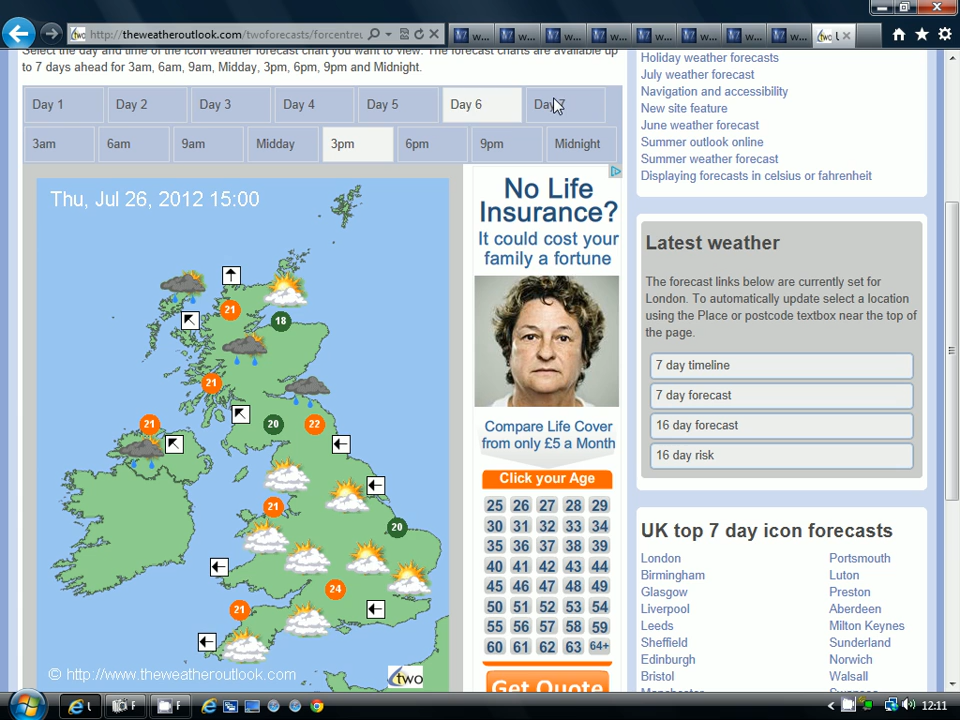 http://theweatheroutlook.com/twoforecasts/forcentre
two
w...
w...
w...
w...
w...
w...
w...
w...
Select the day and time of the icon weather forecast chart you want to view. The forecast charts are available up
to 7 days ahead for 3am, 6am, 9am, Midday, 3pm, 6pm, 9pm and Midnight.
Day 1
Day 2
Day 3
Day 4
Day 5
Day 6
Day 7
3am
6am
9am
Midday
3pm
6pm
9pm
Midnight
Thu, Jul 26, 2012 15:00
21
18
21
21
20
22
21
20
24
21
© http://www.theweatheroutlook.com
two
No Life
Insurance?
It could cost your
family a fortune
Compare Life Cover
from only £5 a Month
Click your Age
25 26 27 28 29
30 31 32 33 34
35 36 37 38 39
40 41 42 43 44
45 46 47 48 49
50 51 52 53 54
55 56 57 58 59
60 61 62 63 64+
Get Quote
Holiday weather forecasts
July weather forecast
Navigation and accessibility
New site feature
June weather forecast
Summer outlook online
Summer weather forecast
Displaying forecasts in celsius or fahrenheit
Latest weather
The forecast links below are currently set for
London. To automatically update select a location
using the Place or postcode textbox near the top of
the page.
7 day timeline
7 day forecast
16 day forecast
16 day risk
UK top 7 day icon forecasts
London
Birmingham
Glasgow
Liverpool
Leeds
Sheffield
Edinburgh
Bristol
Manchester
Portsmouth
Luton
Preston
Aberdeen
Milton Keynes
Sunderland
Norwich
Walsall
Swansea
12:11